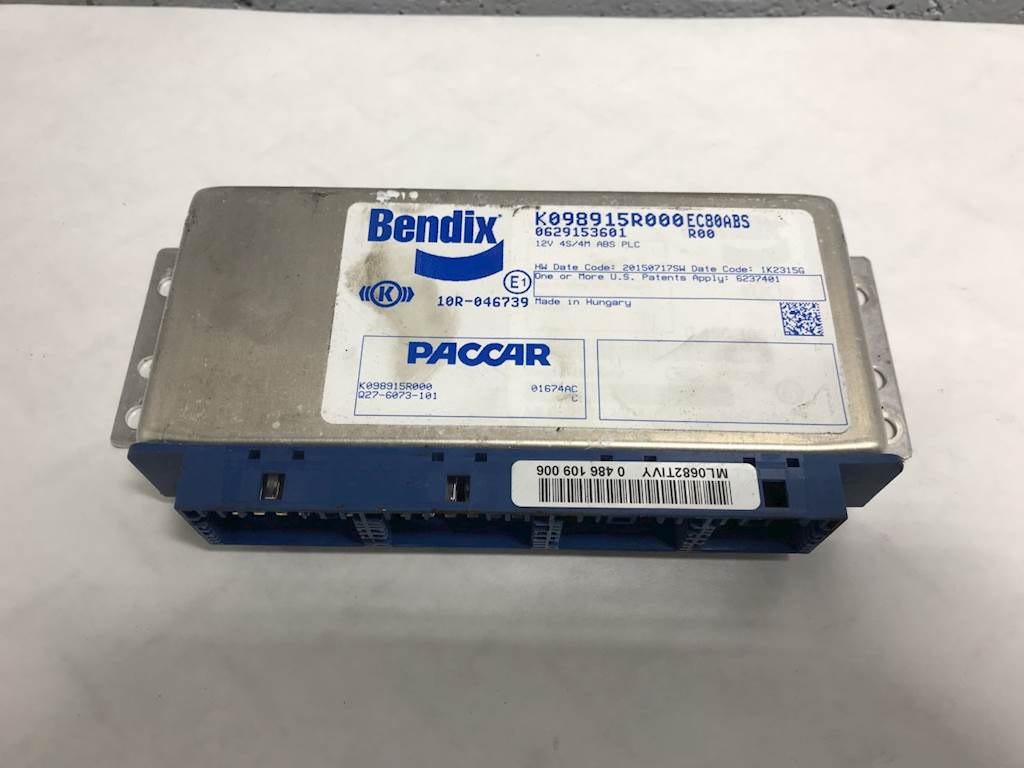 Bendix
K098915R000 EC80ABS
0629153601 R00
12V 4S/4M ABS PLC
HW Date Code: 20150717SW Date Code: 1K2315G
One or More U.S. Patents Apply: 6237401
E1
K
10R-046739
Made in Hungary
PACCAR
K098915R000 01674AC
Q27-6073-101 C
ML0682TIVY 0 486 109 006